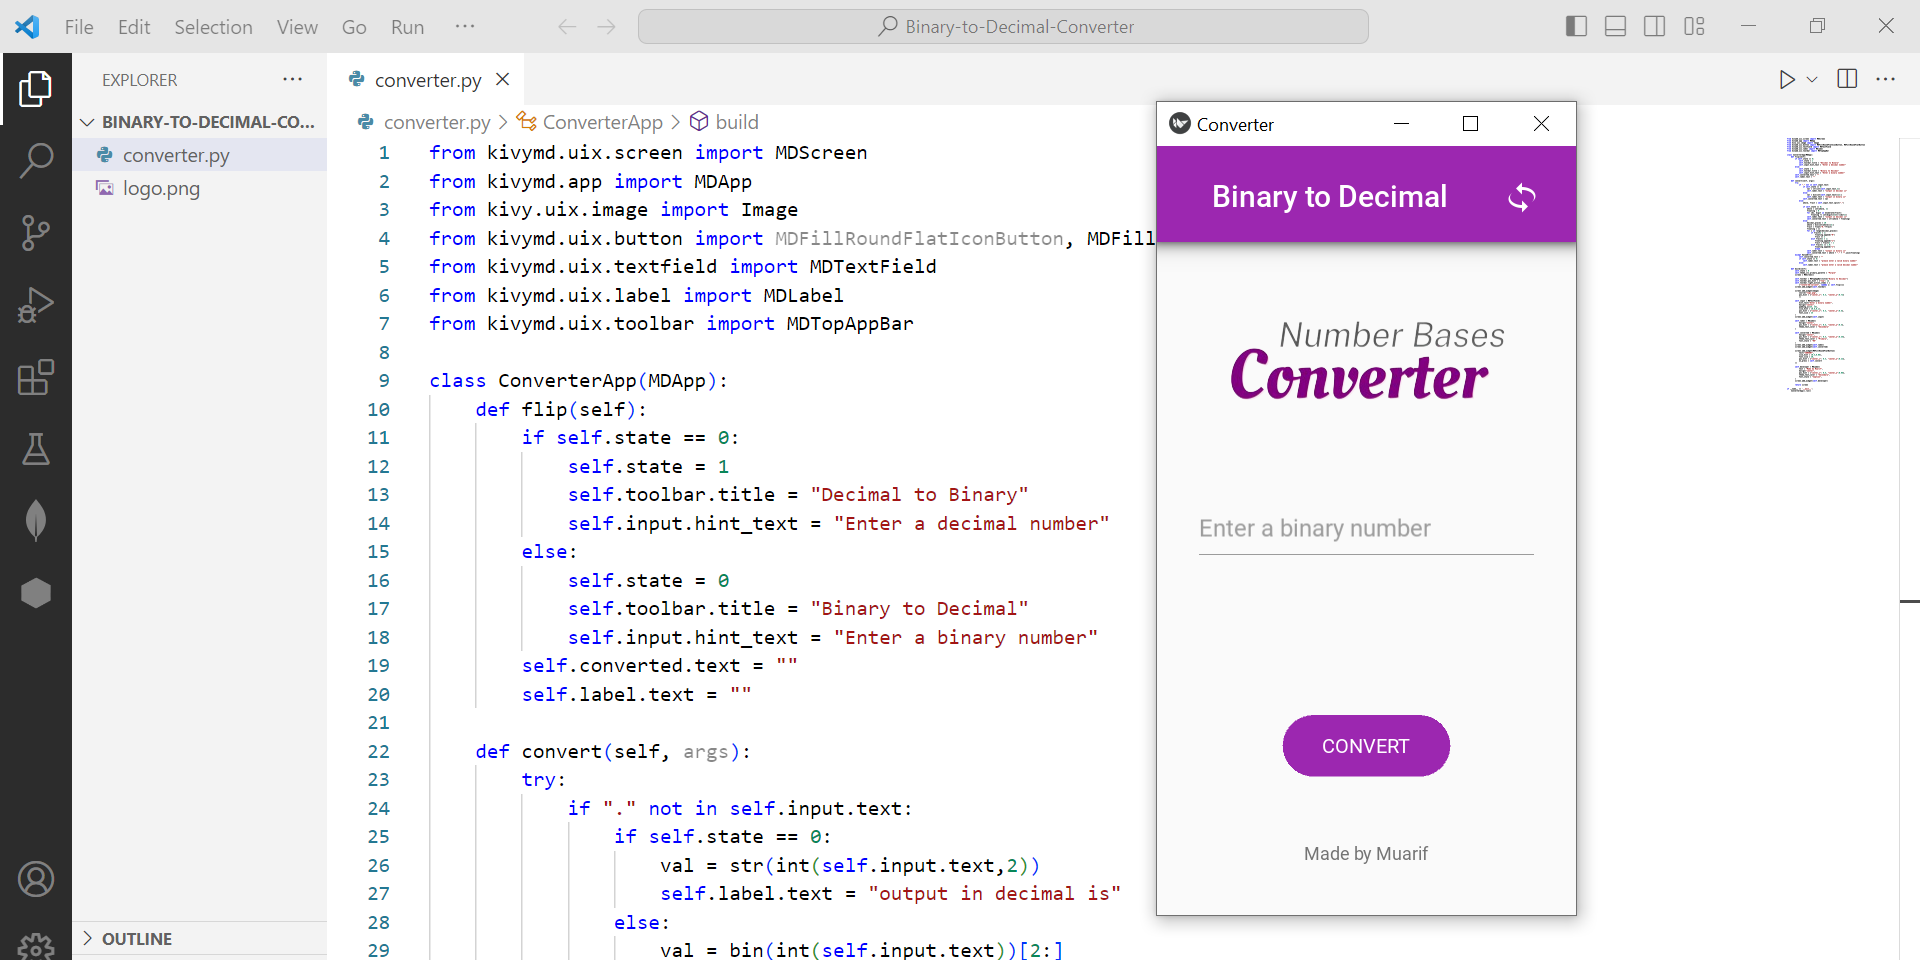 File Edit Selection View Go Run ···
Binary-to-Decimal-Converter
EXPLORER ···
BINARY-TO-DECIMAL-CO...
converter.py
logo.png
OUTLINE
converter.py
converter.py > ConverterApp > build
1 from kivymd.uix.screen import MDScreen
2 from kivymd.app import MDApp
3 from kivy.uix.image import Image
4 from kivymd.uix.button import MDFillRoundFlatIconButton, MDFill
5 from kivymd.uix.textfield import MDTextField
6 from kivymd.uix.label import MDLabel
7 from kivymd.uix.toolbar import MDTopAppBar
8
9 class ConverterApp(MDApp):
10 def flip(self):
11 if self.state == 0:
12 self.state = 1
13 self.toolbar.title = "Decimal to Binary"
14 self.input.hint_text = "Enter a decimal number"
15 else:
16 self.state = 0
17 self.toolbar.title = "Binary to Decimal"
18 self.input.hint_text = "Enter a binary number"
19 self.converted.text = ""
20 self.label.text = ""
21
22 def convert(self, args):
23 try:
24 if "." not in self.input.text:
25 if self.state == 0:
26 val = str(int(self.input.text,2))
27 self.label.text = "output in decimal is"
28 else:
29 val = bin(int(self.input.text))[2:]
Converter
Binary to Decimal
Number Bases
Converter
Enter a binary number
CONVERT
Made by Muarif